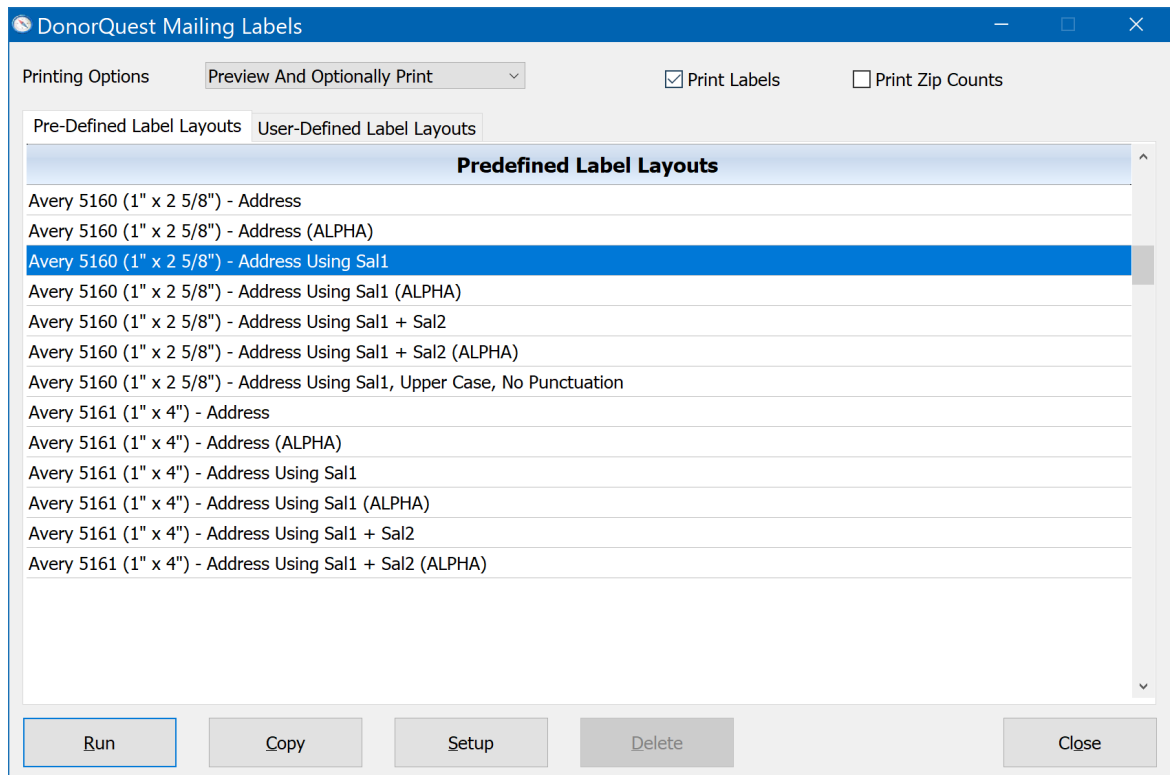 DonorQuest Mailing Labels
Printing Options Preview And Optionally Print Print Labels Print Zip Counts
Pre-Defined Label Layouts User-Defined Label Layouts
Predefined Label Layouts
Avery 5160 (1" x 2 5/8") - Address
Avery 5160 (1" x 2 5/8") - Address (ALPHA)
Avery 5160 (1" x 2 5/8") - Address Using Sal1
Avery 5160 (1" x 2 5/8") - Address Using Sal1 (ALPHA)
Avery 5160 (1" x 2 5/8") - Address Using Sal1 + Sal2
Avery 5160 (1" x 2 5/8") - Address Using Sal1 + Sal2 (ALPHA)
Avery 5160 (1" x 2 5/8") - Address Using Sal1, Upper Case, No Punctuation
Avery 5161 (1" x 4") - Address
Avery 5161 (1" x 4") - Address (ALPHA)
Avery 5161 (1" x 4") - Address Using Sal1
Avery 5161 (1" x 4") - Address Using Sal1 (ALPHA)
Avery 5161 (1" x 4") - Address Using Sal1 + Sal2
Avery 5161 (1" x 4") - Address Using Sal1 + Sal2 (ALPHA)
Run Copy Setup Delete Close